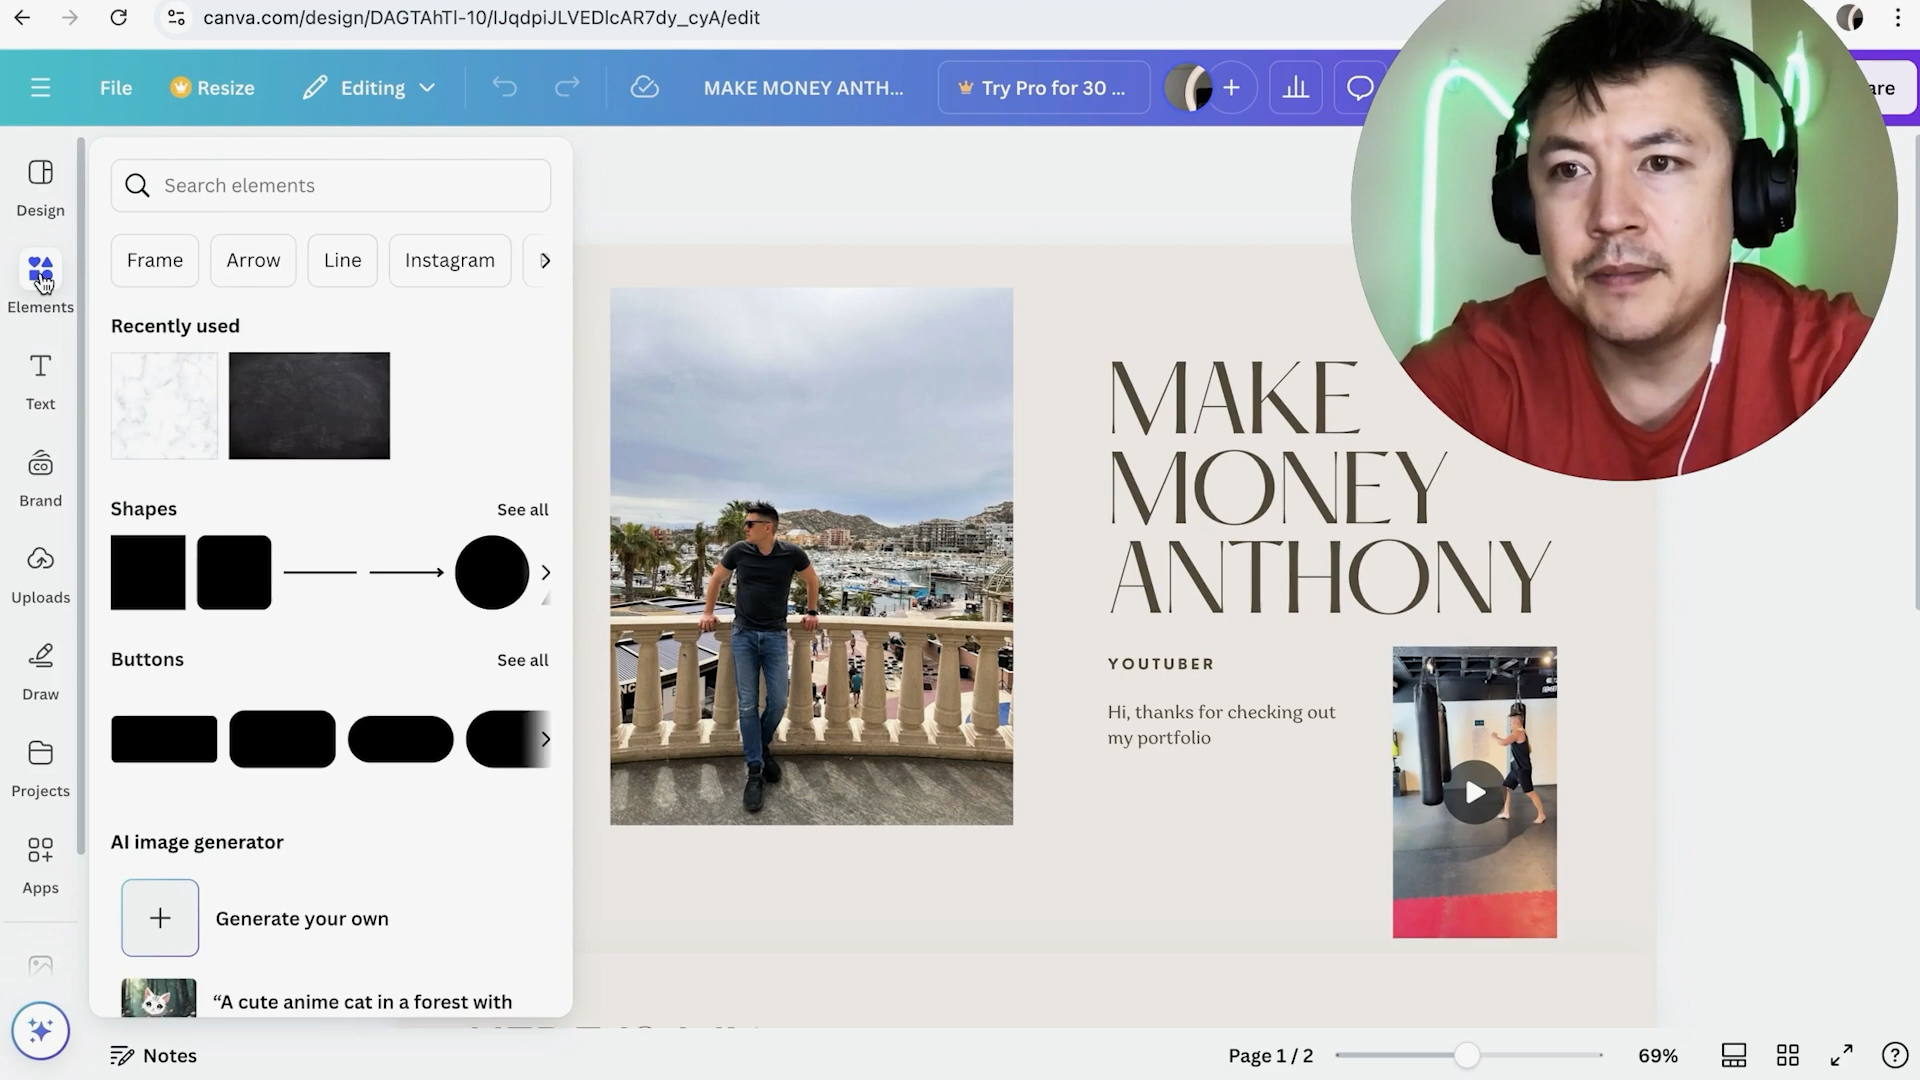 canva.com/design/DAGTAhTl-10/IJqdpiJLVEDlcAR7dy_cyA/edit
File
Resize
Editing
MAKE MONEY ANTH...
Try Pro for 30 ...
Design
Elements
Text
Brand
Uploads
Draw
Projects
Apps
Search elements
Frame
Arrow
Line
Instagram
Recently used
Shapes
See all
Buttons
See all
AI image generator
Generate your own
“A cute anime cat in a forest with
MAKE
MONEY
ANTHONY
YOUTUBER
Hi, thanks for checking out
my portfolio
Notes
Page 1 / 2
69%